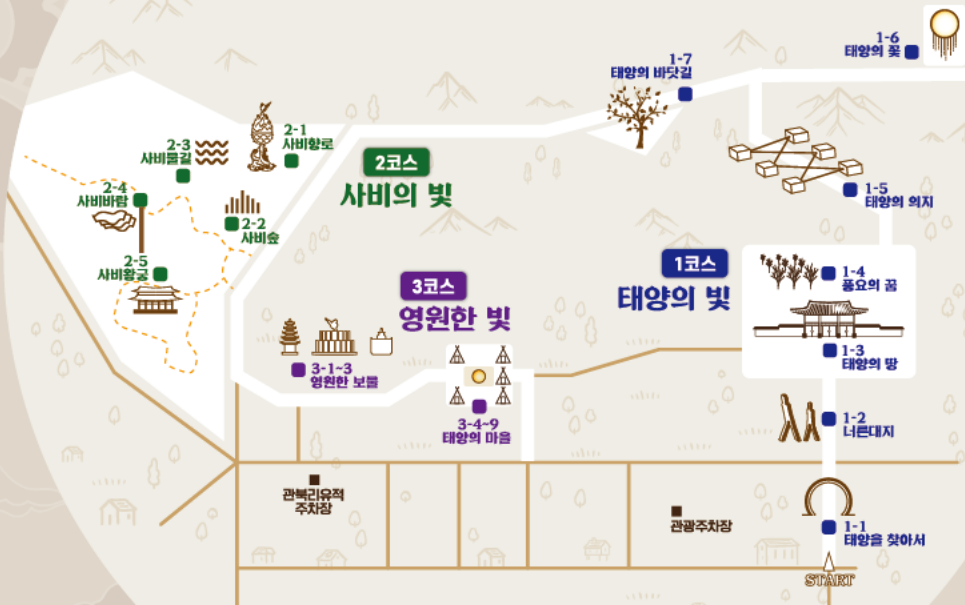 1-6
태양의 꽃
1-7
태양의 바닷길
2-1
사비향로
2-3
사비물길
2코스
사비의 빛
2-4
사비바람
1-5
태양의 의지
2-2
사비숲
2-5
사비왕궁
1코스
태양의 빛
1-4
풍요의 꿈
3코스
영원한 빛
1-3
태양의 땅
3-1~3
영원한 보물
3-4~9
태양의 마을
1-2
너른대지
관북리유적
주차장
관광주차장
1-1
태양을 찾아서
START